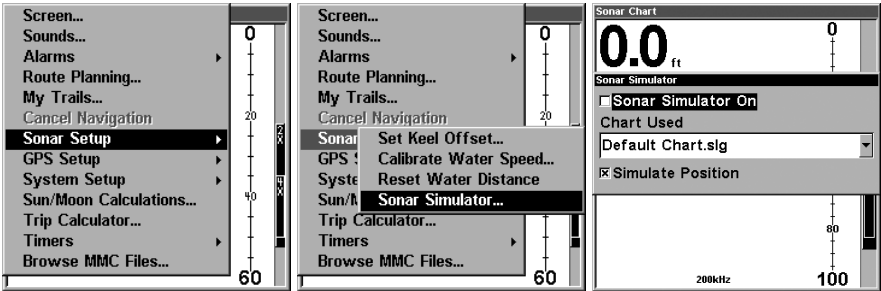 Screen...
Sounds...
Alarms
Route Planning...
My Trails...
Cancel Navigation
Sonar Setup
GPS Setup
System Setup
Sun/Moon Calculations...
Trip Calculator...
Timers
Browse MMC Files...
0
20
40
60
2X
4X
Screen...
Sounds...
Alarms
Route Planning...
My Trails...
Cancel Navigation
Sonar
GPS
Syste
Sun/M
Trip Calculator...
Timers
Browse MMC Files...
Set Keel Offset...
Calibrate Water Speed...
Reset Water Distance
Sonar Simulator...
0
20
60
Sonar Chart
0.0 ft
0
Sonar Simulator
Sonar Simulator On
Chart Used
Default Chart.slg
Simulate Position
80
200kHz
100